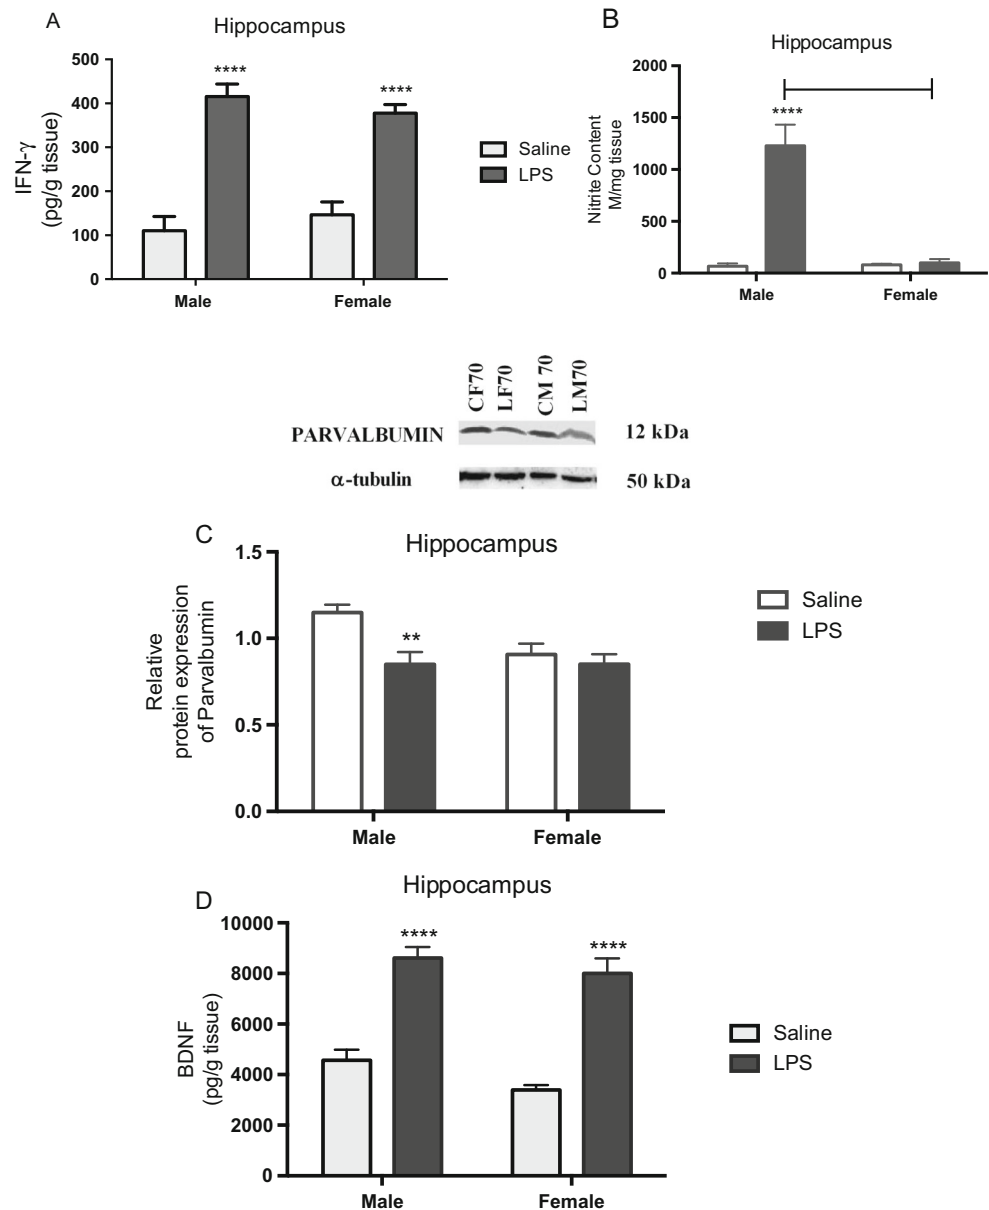 A
Hippocampus
500
400
300
200
100
0
IFN-γ
(pg/g tissue)
****
****
Male
Female
Saline
LPS
B
Hippocampus
2000
1500
1000
500
0
Nitrite Content
M/mg tissue
****
Male
Female
CF70
LF70
CM 70
LM70
PARVALBUMIN
12 kDa
α-tubulin
50 kDa
C
Hippocampus
1.5
1.0
0.5
0.0
Relative
protein expression
of Parvalbumin
**
Male
Female
Saline
LPS
D
Hippocampus
10000
8000
6000
4000
2000
0
BDNF
(pg/g tissue)
****
****
Male
Female
Saline
LPS